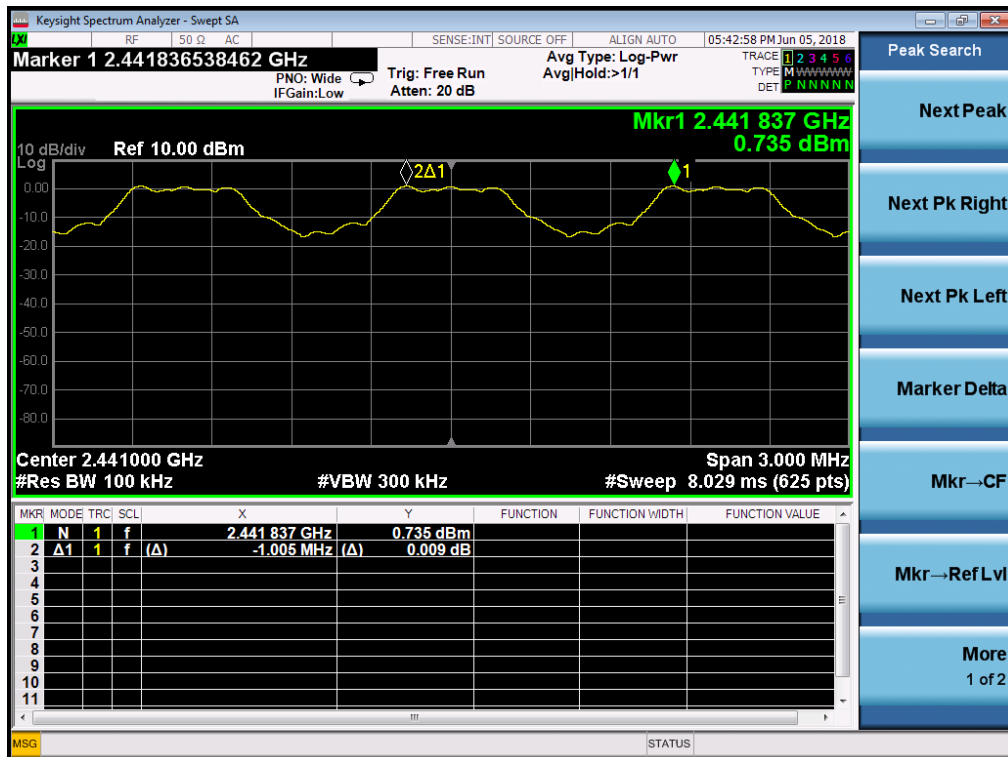 Keysight Spectrum Analyzer - Swept SA
LXI RF 50 Ω AC SENSE:INT SOURCE OFF ALIGN AUTO 05:42:58 PM Jun 05, 2018
Marker 1 2.441836538462 GHz
PNO: Wide
IFGain:Low
Trig: Free Run
Atten: 20 dB
Avg Type: Log-Pwr
Avg|Hold:>1/1
TRACE 1 2 3 4 5 6
TYPE M WWWWW
DET P N N N N N
Mkr1 2.441 837 GHz
0.735 dBm
10 dB/div Ref 10.00 dBm
Log
2Δ1
1
0.00
-10.0
-20.0
-30.0
-40.0
-50.0
-60.0
-70.0
-80.0
Center 2.441000 GHz Span 3.000 MHz
#Res BW 100 kHz #VBW 300 kHz #Sweep 8.029 ms (625 pts)
MKR MODE TRC SCL X Y FUNCTION FUNCTION WIDTH FUNCTION VALUE
1 N 1 f 2.441 837 GHz 0.735 dBm
2 Δ1 1 f (Δ) -1.005 MHz (Δ) 0.009 dB
3
4
5
6
7
8
9
10
11
MSG STATUS
Peak Search
Next Peak
Next Pk Right
Next Pk Left
Marker Delta
Mkr→CF
Mkr→Ref Lvl
More
1 of 2